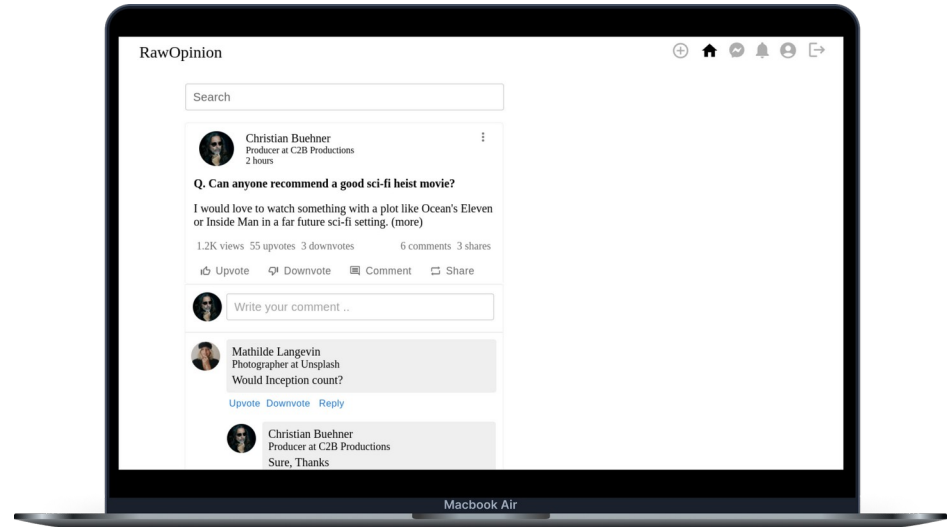 RawOpinion
Search
Christian Buehner
Producer at C2B Productions
2 hours
Q. Can anyone recommend a good sci-fi heist movie?
I would love to watch something with a plot like Ocean's Eleven
or Inside Man in a far future sci-fi setting. (more)
1.2K views 55 upvotes 3 downvotes 6 comments 3 shares
Upvote Downvote Comment Share
Write your comment ..
Mathilde Langevin
Photographer at Unsplash
Would Inception count?
Upvote Downvote Reply
Christian Buehner
Producer at C2B Productions
Sure, Thanks
Macbook Air